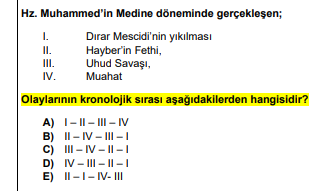 Hz. Muhammed'in Medine döneminde gerçekleşen;
I. Dırar Mescidi'nin yıkılması
II. Hayber'in Fethi,
III. Uhud Savaşı,
IV. Muahat
Olaylarının kronolojik sırası aşağıdakilerden hangisidir?
A) I – II – III – IV
B) II – IV – III – I
C) III – IV – II – I
D) IV – III – II – I
E) II – I – IV- III